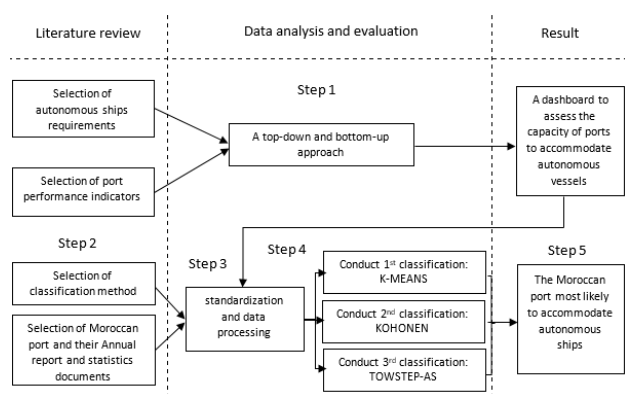 Literature review
Data analysis and evaluation
Result
Step 1
Selection of
autonomous ships
requirements
A top-down and bottom-up
approach
A dashboard to
assess the
capacity of ports
to accommodate
autonomous
vessels
Selection of port
performance indicators
Step 2
Step 3
Step 4
Step 5
Selection of
classification method
Selection of Moroccan
port and their Annual
report and statistics
documents
standardization
and data
processing
Conduct 1st classification:
K-MEANS
Conduct 2nd classification:
KOHONEN
Conduct 3rd classification:
TOWSTEP-AS
The Moroccan
port most likely
to accommodate
autonomous
ships